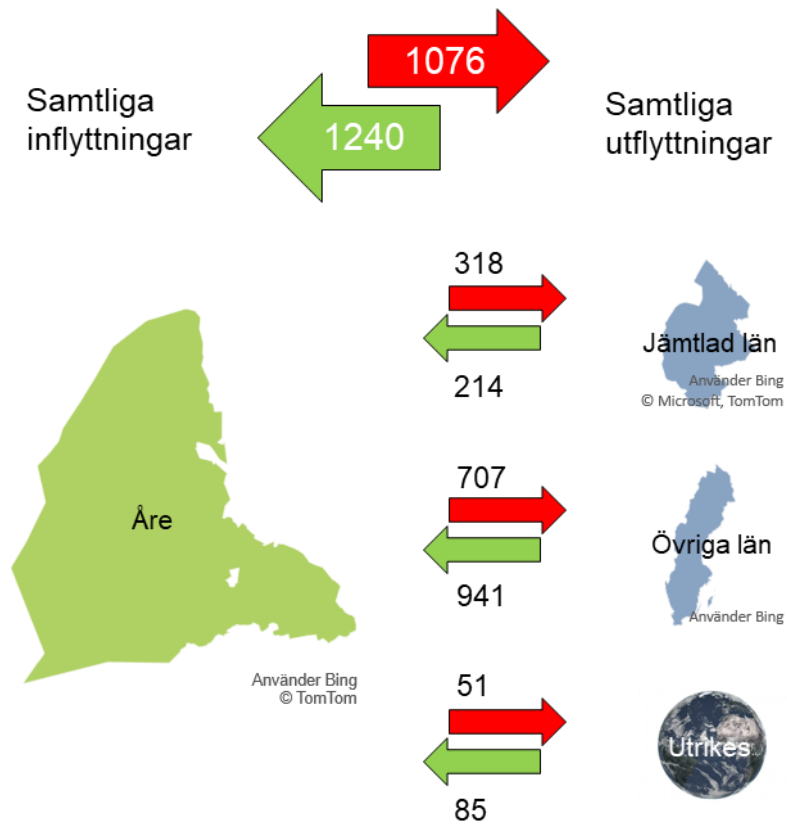 1076
Samtliga
inflyttningar
Samtliga
utflyttningar
1240
318
Jämtlad län
Använder Bing
© Microsoft, TomTom
214
707
Åre
Övriga län
941
Använder Bing
Använder Bing
© TomTom
51
Utrikes
85